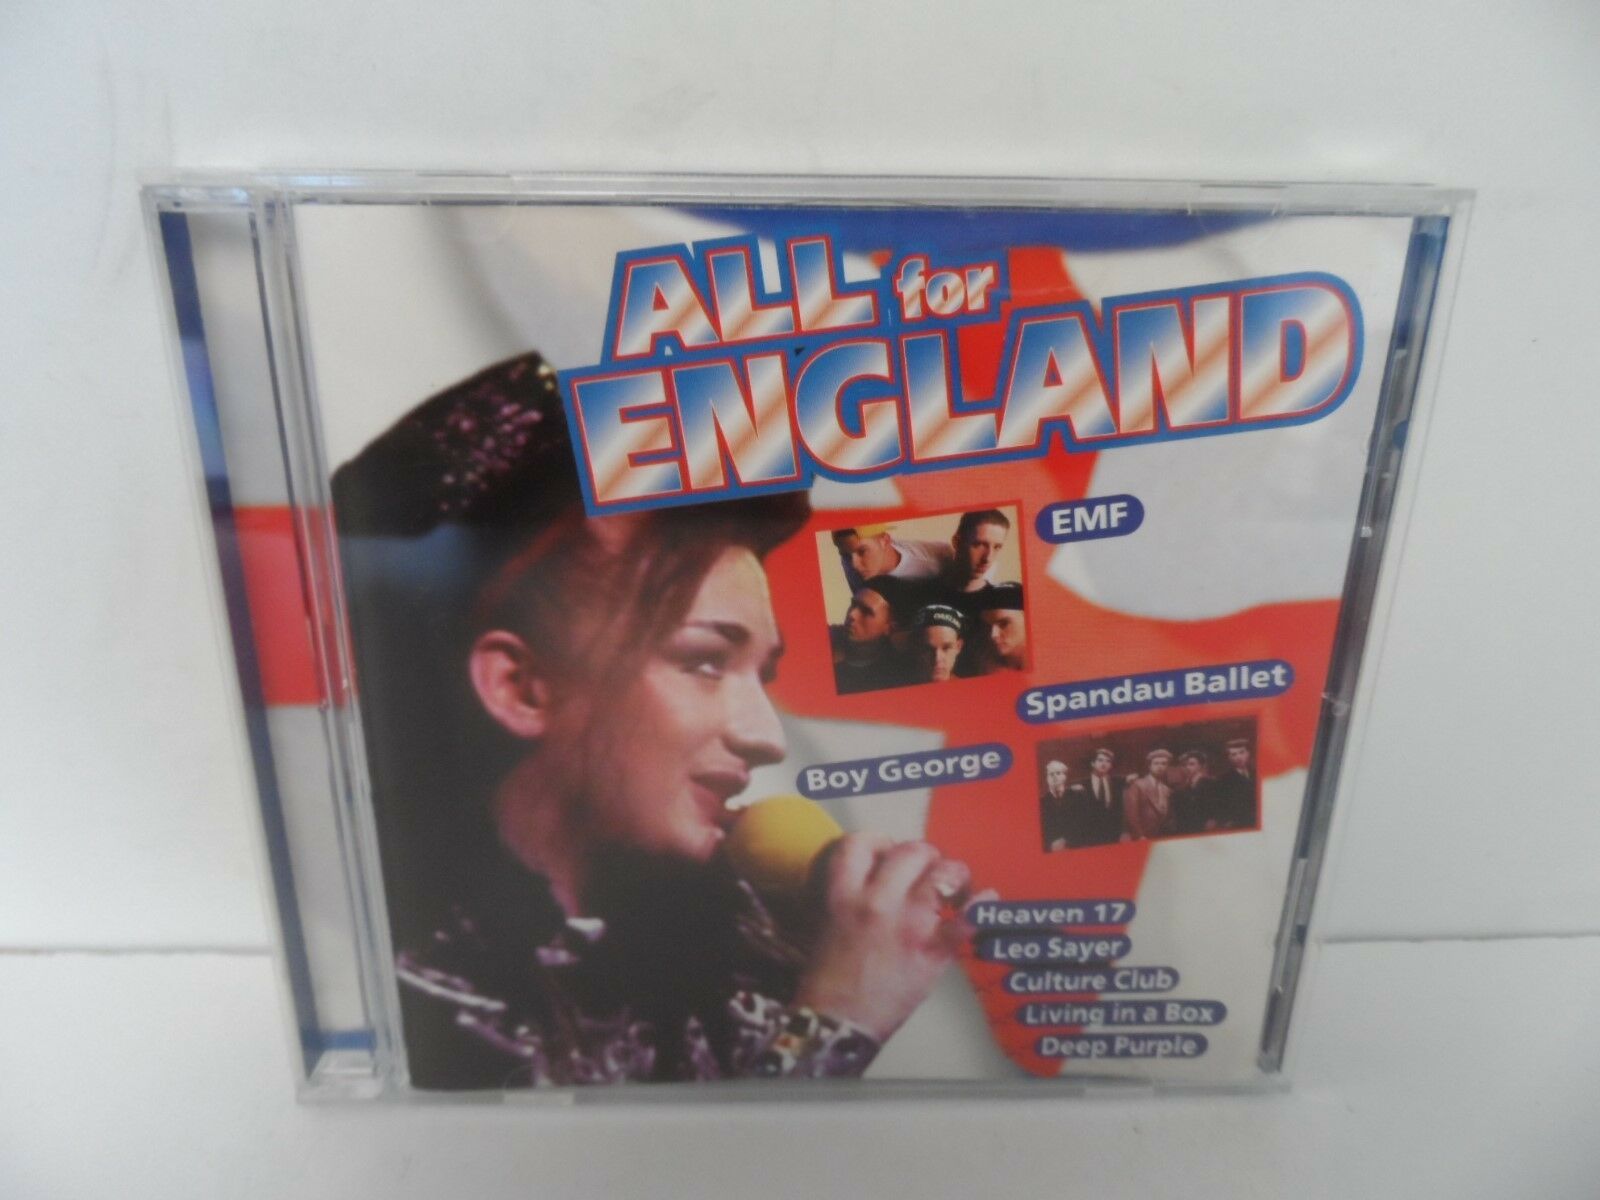 ALL for
ENGLAND
EMF
Spandau Ballet
Boy George
Heaven 17
Leo Sayer
Culture Club
Living in a Box
Deep Purple